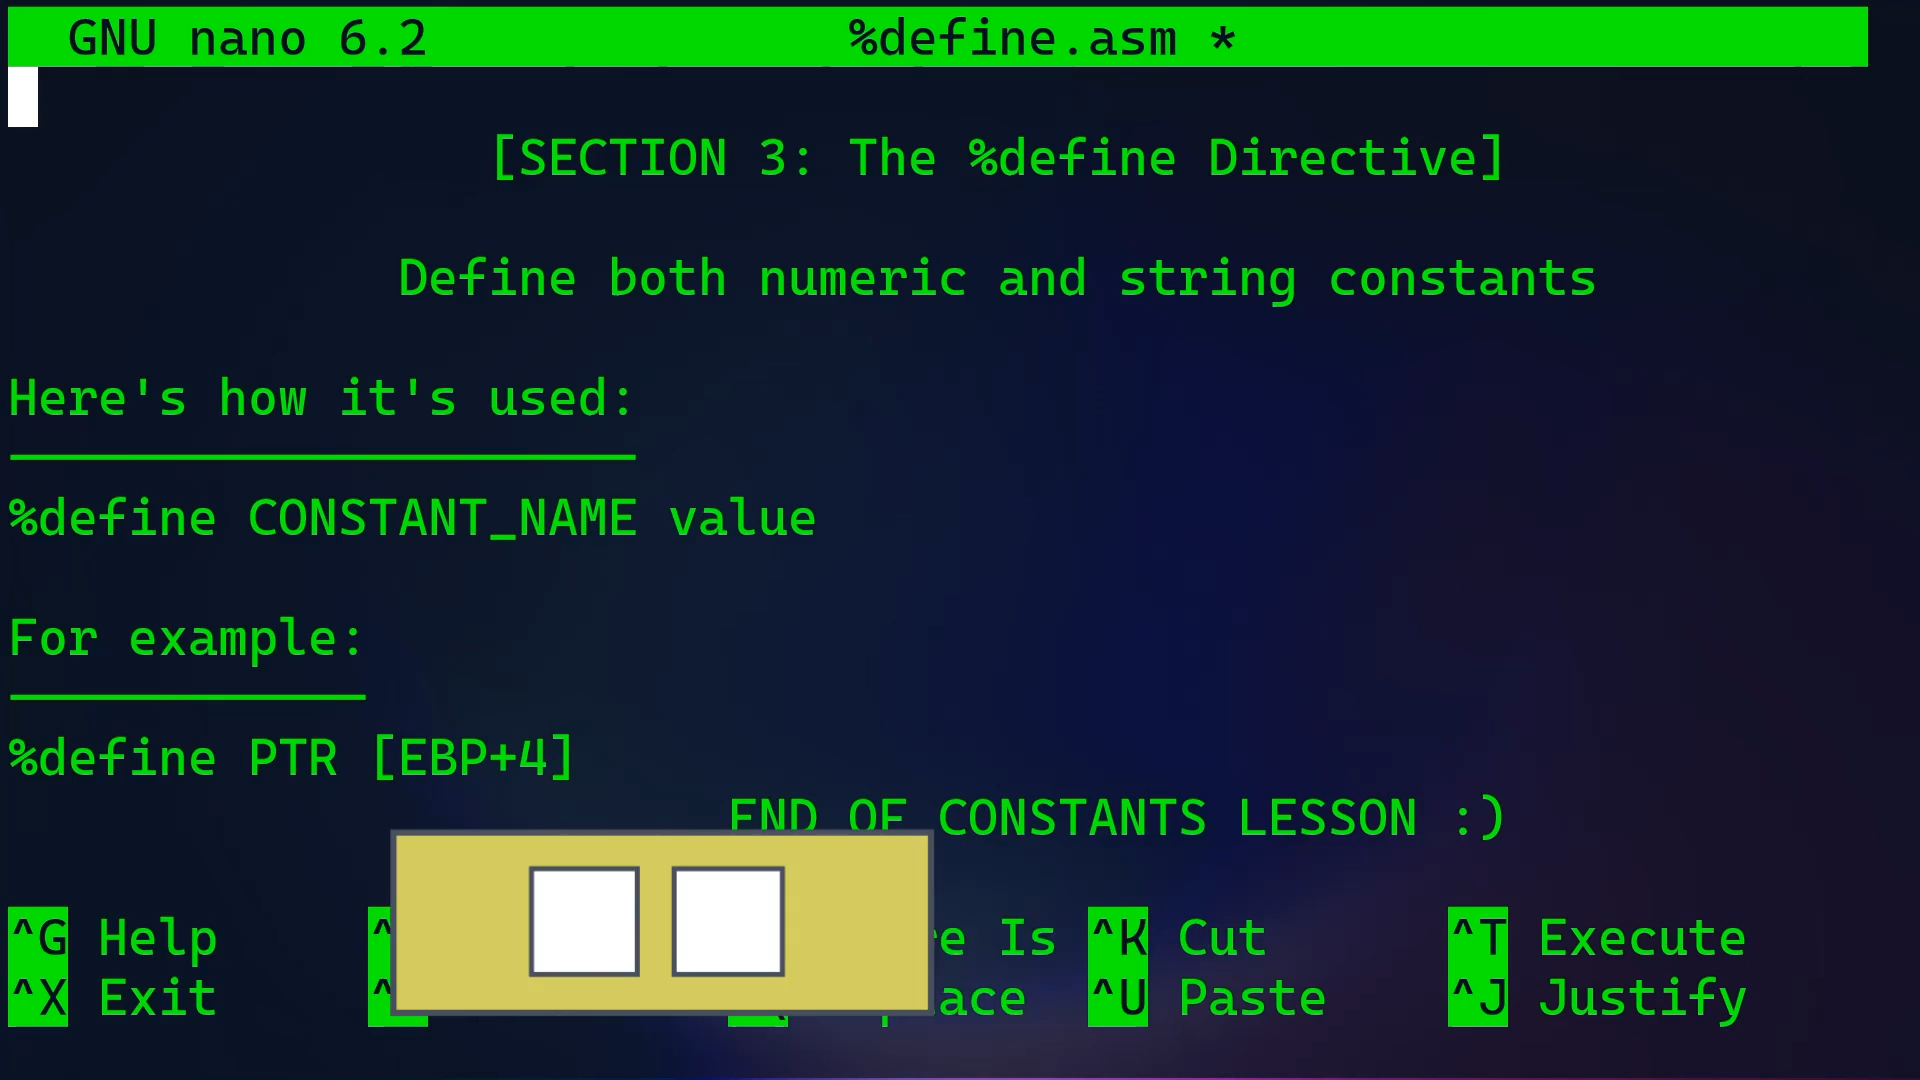 GNU nano 6.2 %define.asm *
[SECTION 3: The %define Directive]
Define both numeric and string constants
Here's how it's used:
%define CONSTANT_NAME value
For example:
%define PTR [EBP+4]
END OF CONSTANTS LESSON :)
^G Help Is ^K Cut ^T Execute
^X Exit ^U Paste ^J Justify